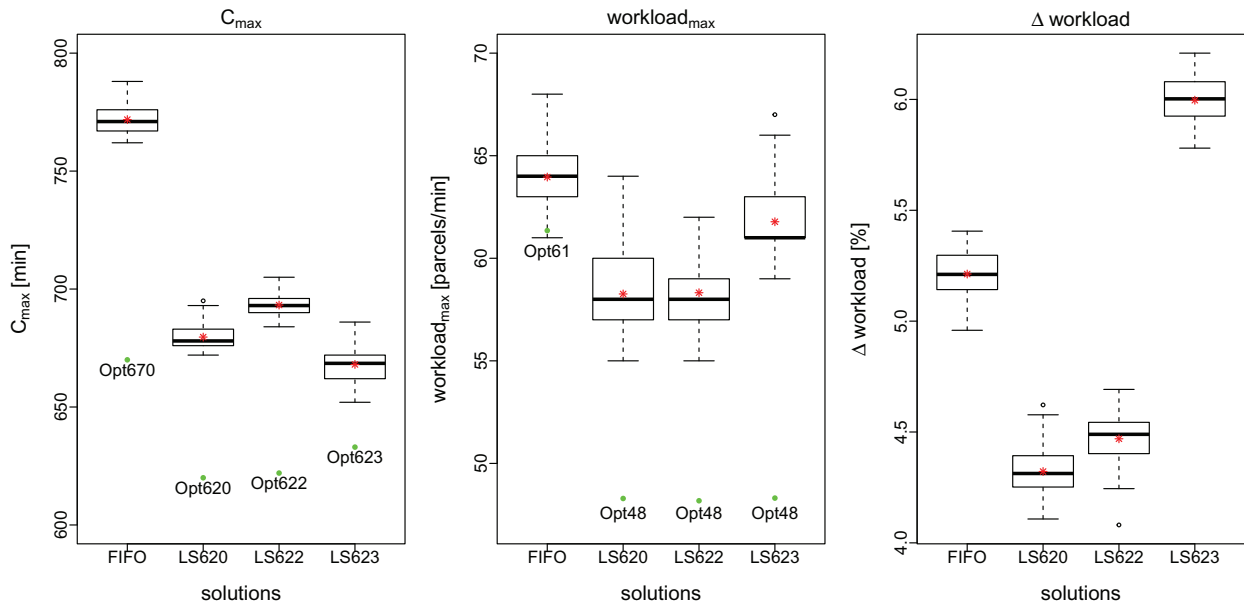 Cmax
800
750
700
650
600
Cmax [min]
Opt670
Opt620
Opt622
Opt623
FIFO LS620 LS622 LS623
solutions
workloadmax
70
65
60
55
50
workloadmax [parcels/min]
Opt61
Opt48 Opt48 Opt48
FIFO LS620 LS622 LS623
solutions
Δ workload
6.0
5.5
5.0
4.5
4.0
Δ workload [%]
FIFO LS620 LS622 LS623
solutions